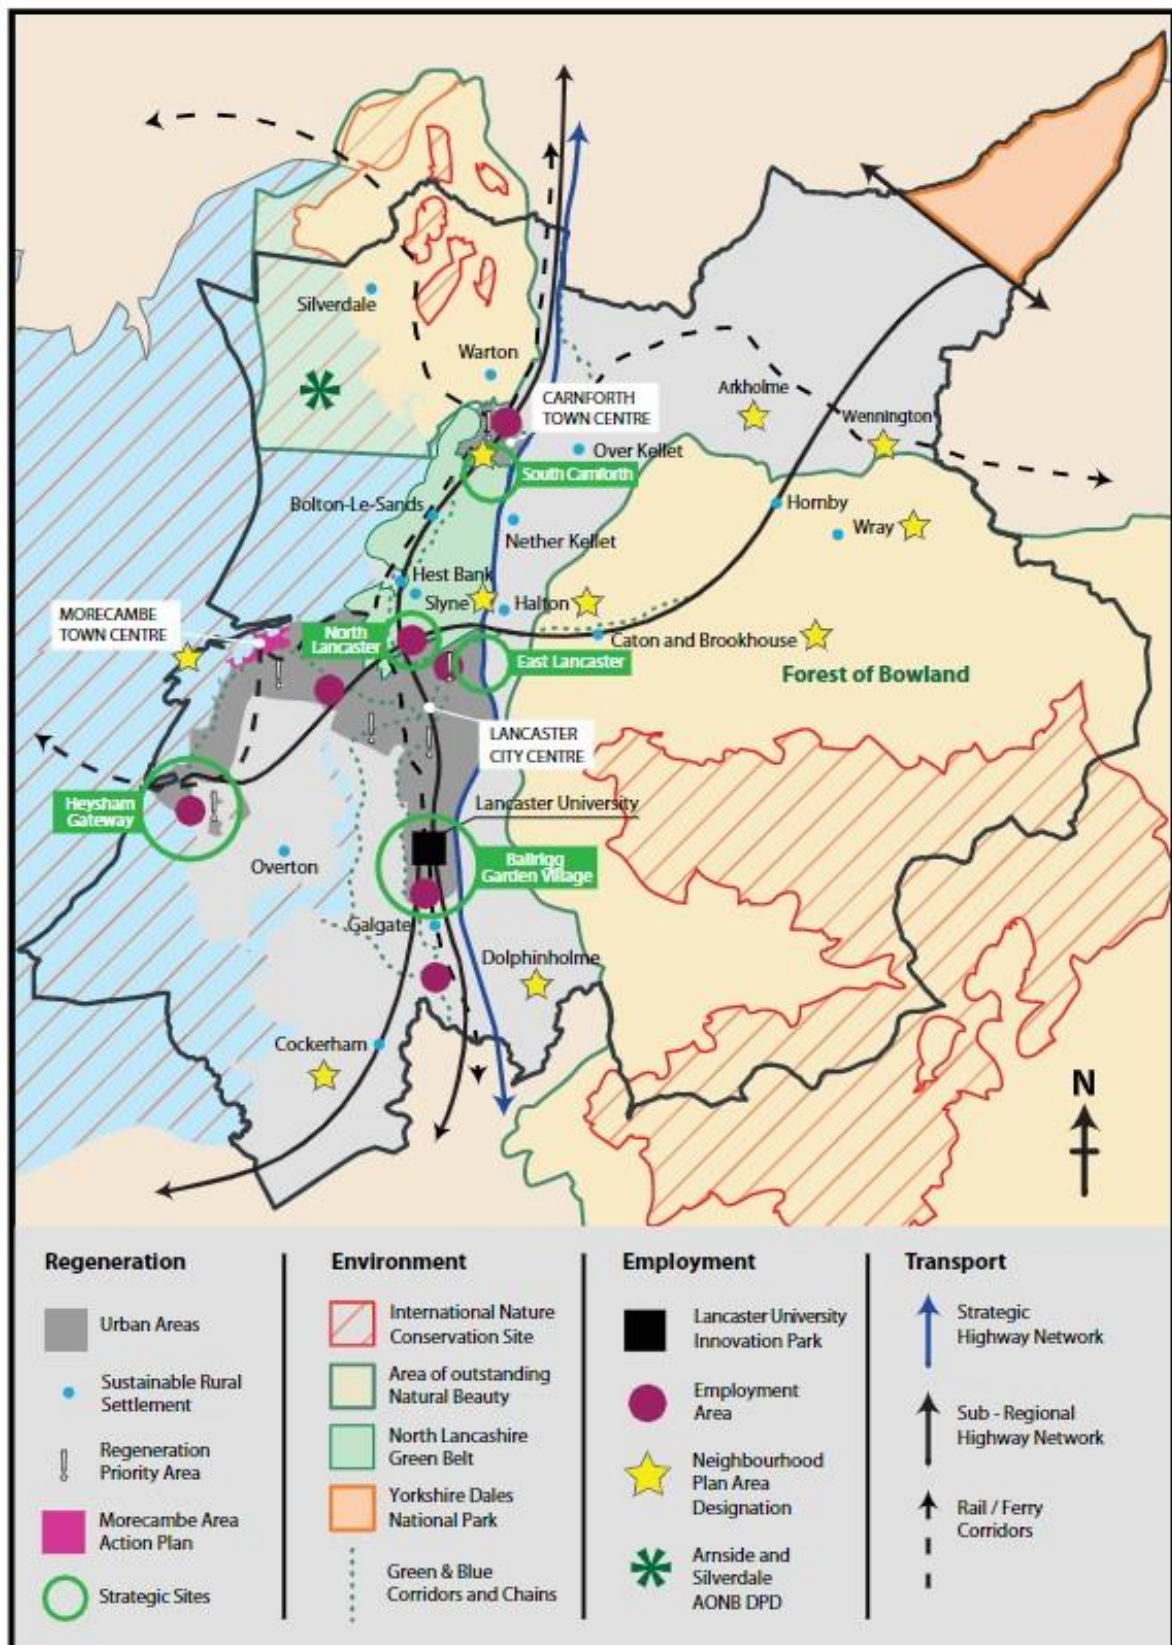 Silverdale
Warton
CARNFORTH
TOWN CENTRE
Arkholme
Wennington
Over Kellet
South Carnforth
Bolton-Le-Sands
Hornby
Wray
Nether Kellet
Hest Bank
Slyne
Halton
MORECAMBE
TOWN CENTRE
North
Lancaster
Caton and Brookhouse
East Lancaster
Forest of Bowland
LANCASTER
CITY CENTRE
Heysham
Gateway
Lancaster University
Overton
Bailrigg
Garden Village
Galgate
Dolphinholme
Cockerham
N
Regeneration
Urban Areas
Sustainable Rural
Settlement
Regeneration
Priority Area
Morecambe Area
Action Plan
Strategic Sites
Environment
International Nature
Conservation Site
Area of outstanding
Natural Beauty
North Lancashire
Green Belt
Yorkshire Dales
National Park
Green & Blue
Corridors and Chains
Employment
Lancaster University
Innovation Park
Employment
Area
Neighbourhood
Plan Area
Designation
Arnside and
Silverdale
AONB DPD
Transport
Strategic
Highway Network
Sub - Regional
Highway Network
Rail / Ferry
Corridors